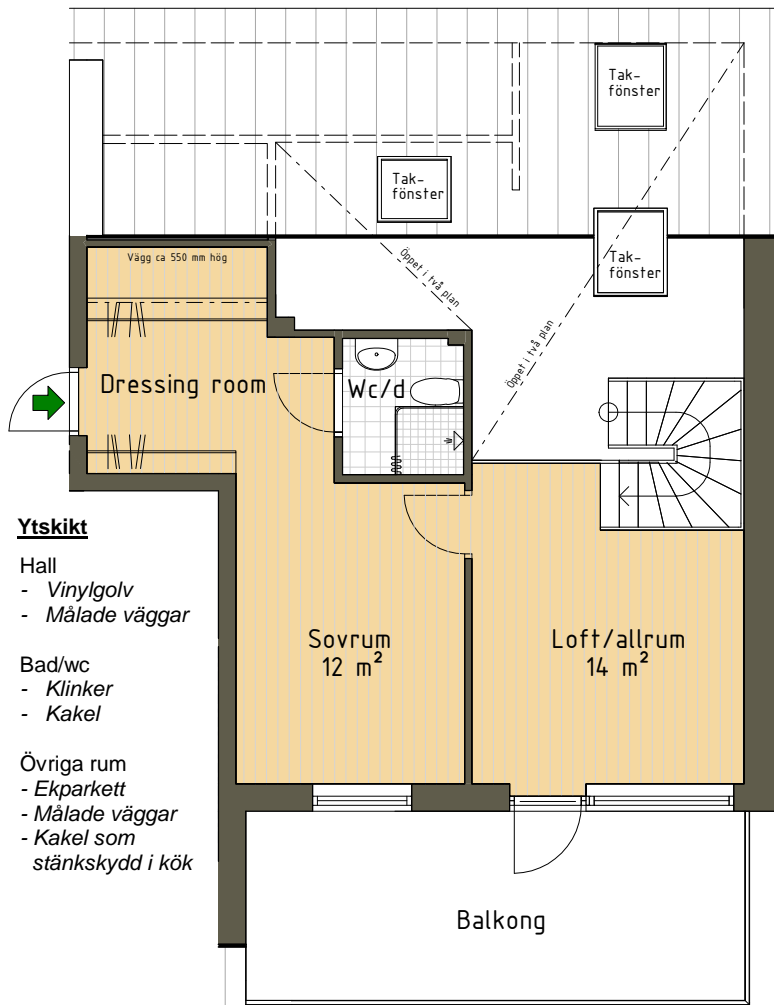 Tak-
fönster
Tak-
fönster
Tak-
fönster
Vägg ca 550 mm hög
Öppet i två plan
Öppet i två plan
Dressing room
Wc/d
Ytskikt
Hall
- Vinylgolv
- Målade väggar
Bad/wc
- Klinker
- Kakel
Övriga rum
- Ekparkett
- Målade väggar
- Kakel som
stänkskydd i kök
Sovrum
12 m²
Loft/allrum
14 m²
Balkong